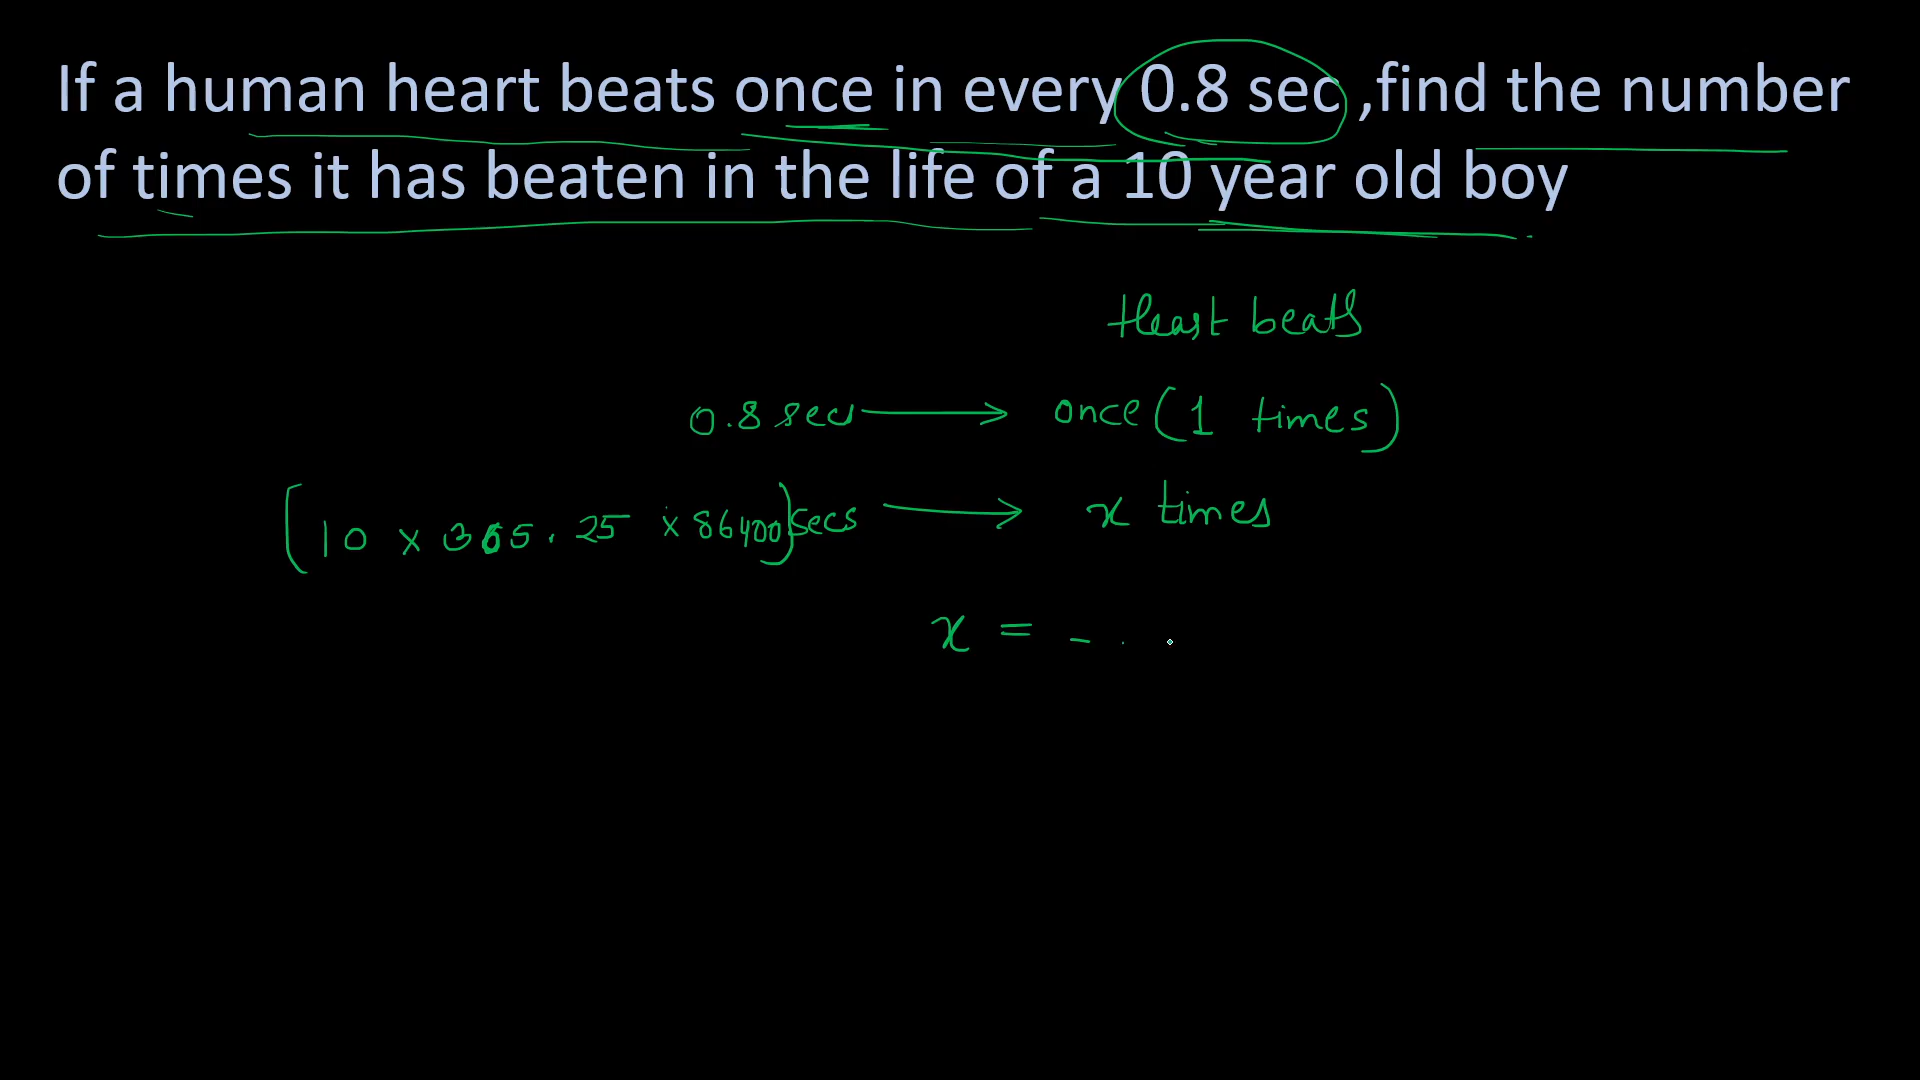 If a human heart beats once in every 0.8 sec ,find the number
of times it has beaten in the life of a 10 year old boy
Heart beats
0.8 secs → once (1 times)
[10 x 365.25 x 86400] secs → x times
x = - . .